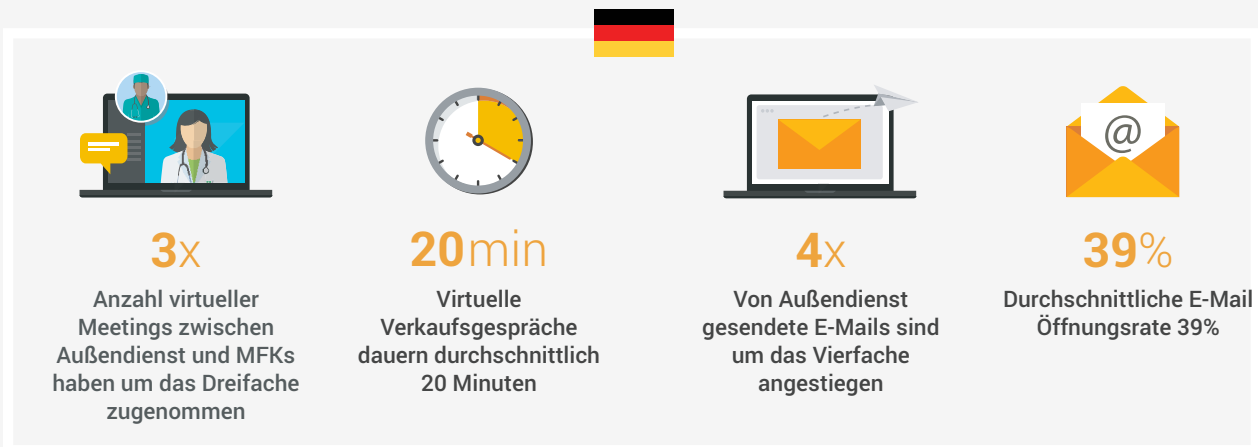 @
3x
Anzahl virtueller
Meetings zwischen
Außendienst und MFKs
haben um das Dreifache
zugenommen
20min
Virtuelle
Verkaufsgespräche
dauern durchschnittlich
20 Minuten
4x
Von Außendienst
gesendete E-Mails sind
um das Vierfache
angestiegen
39%
Durchschnittliche E-Mail
Öffnungsrate 39%